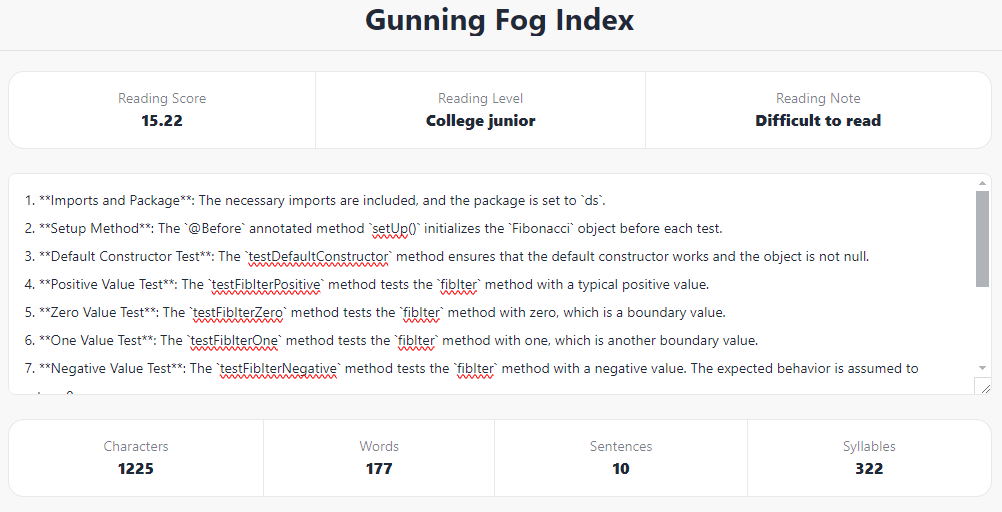 Gunning Fog Index
Reading Score
15.22
Reading Level
College junior
Reading Note
Difficult to read
1. **Imports and Package**: The necessary imports are included, and the package is set to `ds`.
2. **Setup Method**: The `@Before` annotated method `setUp()` initializes the `Fibonacci` object before each test.
3. **Default Constructor Test**: The `testDefaultConstructor` method ensures that the default constructor works and the object is not null.
4. **Positive Value Test**: The `testFibIterPositive` method tests the `fibIter` method with a typical positive value.
5. **Zero Value Test**: The `testFibIterZero` method tests the `fibIter` method with zero, which is a boundary value.
6. **One Value Test**: The `testFibIterOne` method tests the `fibIter` method with one, which is another boundary value.
7. **Negative Value Test**: The `testFibIterNegative` method tests the `fibIter` method with a negative value. The expected behavior is assumed to
Characters
1225
Words
177
Sentences
10
Syllables
322